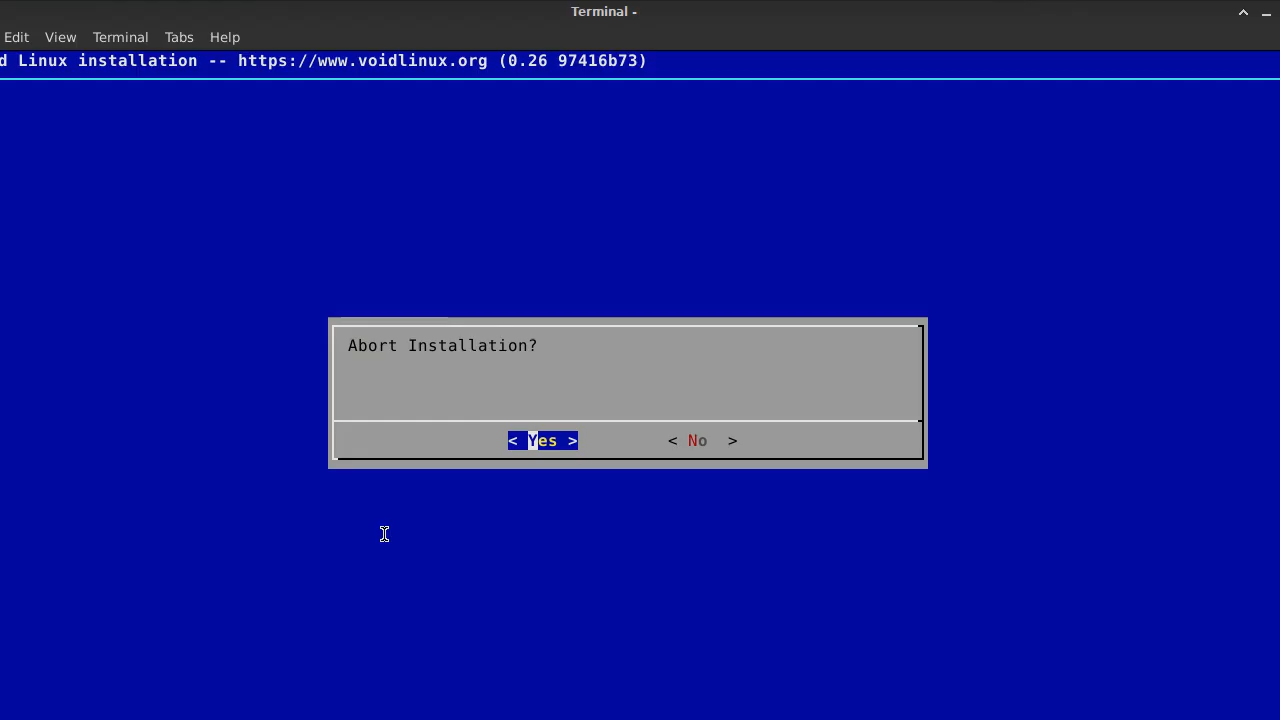 Terminal -
Edit View Terminal Tabs Help
d Linux installation -- https://www.voidlinux.org (0.26 97416b73)
Abort Installation?
< Yes > < No >